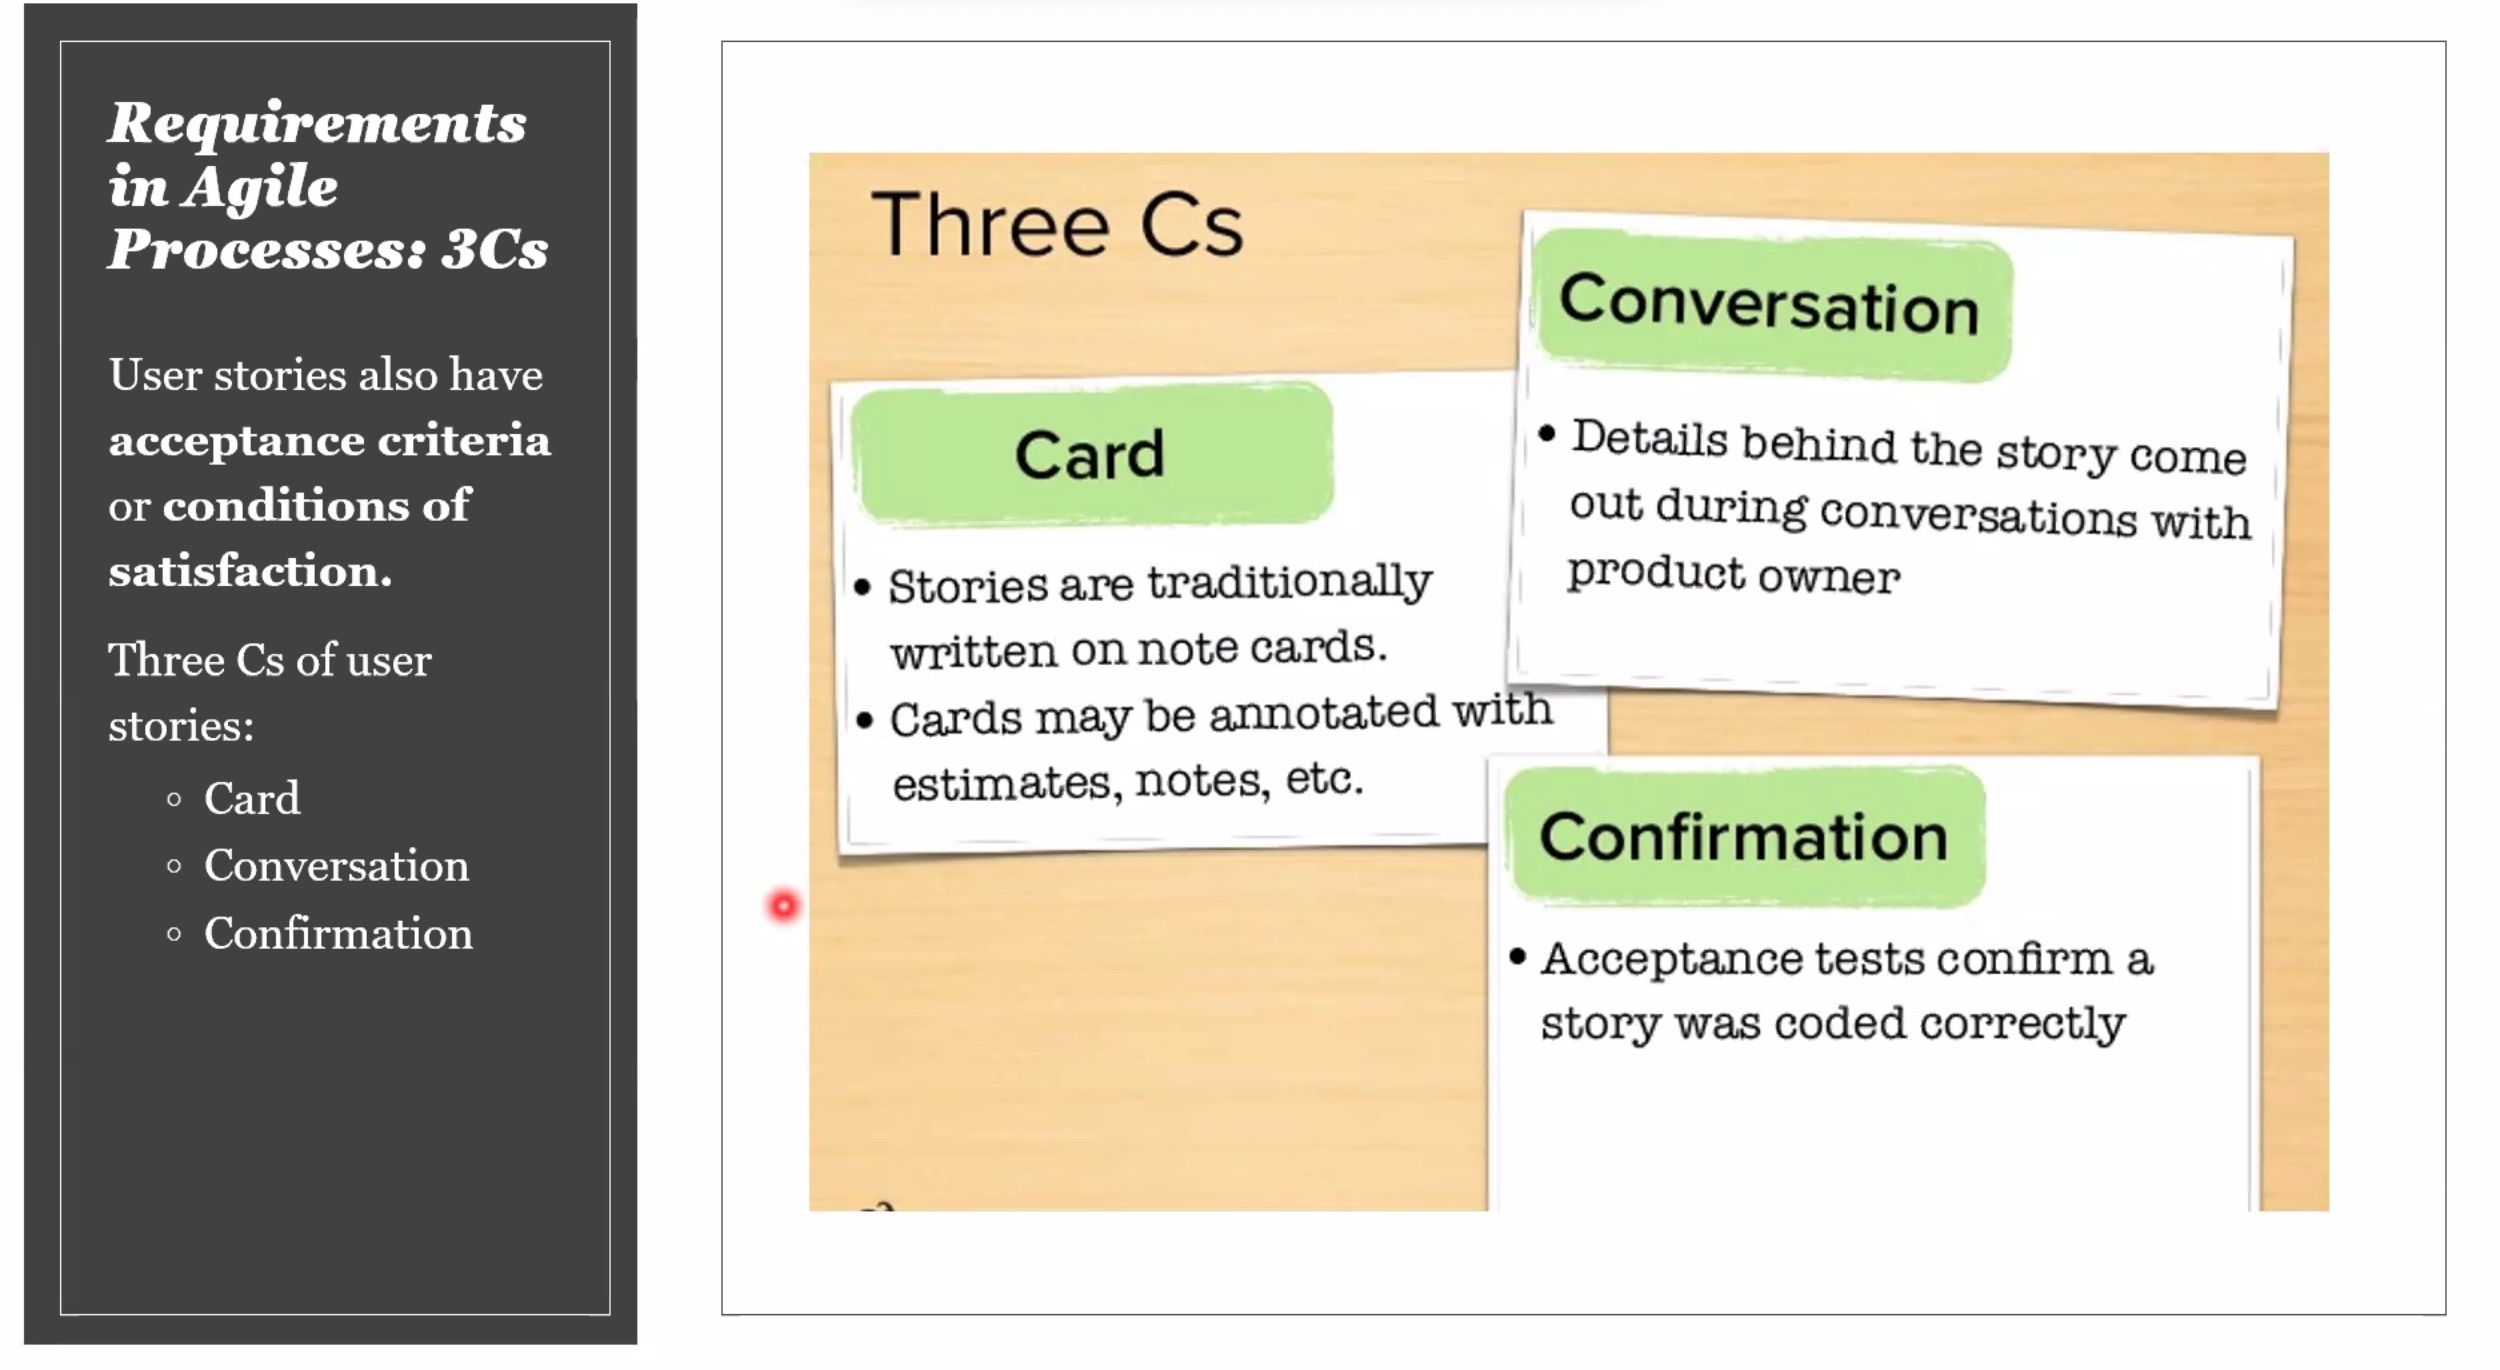 Requirements
in Agile
Processes: 3Cs
User stories also have
acceptance criteria
or conditions of
satisfaction.
Three Cs of user
stories:
Card
Conversation
Confirmation
Three Cs
Card
• Stories are traditionally
written on note cards.
• Cards may be annotated with
estimates, notes, etc.
Conversation
• Details behind the story come
out during conversations with
product owner
Confirmation
• Acceptance tests confirm a
story was coded correctly